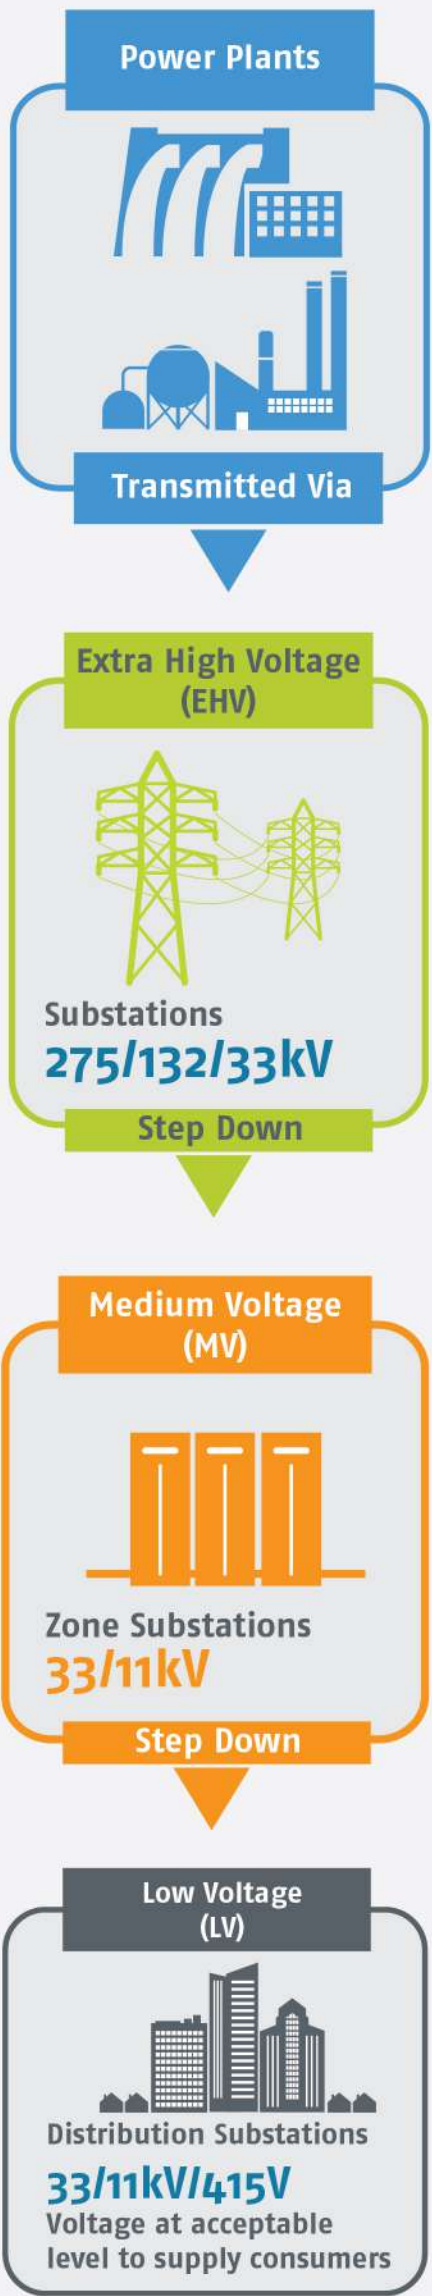 Power Plants
Transmitted Via
Extra High Voltage
(EHV)
Substations
275/132/33kV
Step Down
Medium Voltage
(MV)
Zone Substations
33/11kV
Step Down
Low Voltage
(LV)
Distribution Substations
33/11kV/415V
Voltage at acceptable
level to supply consumers